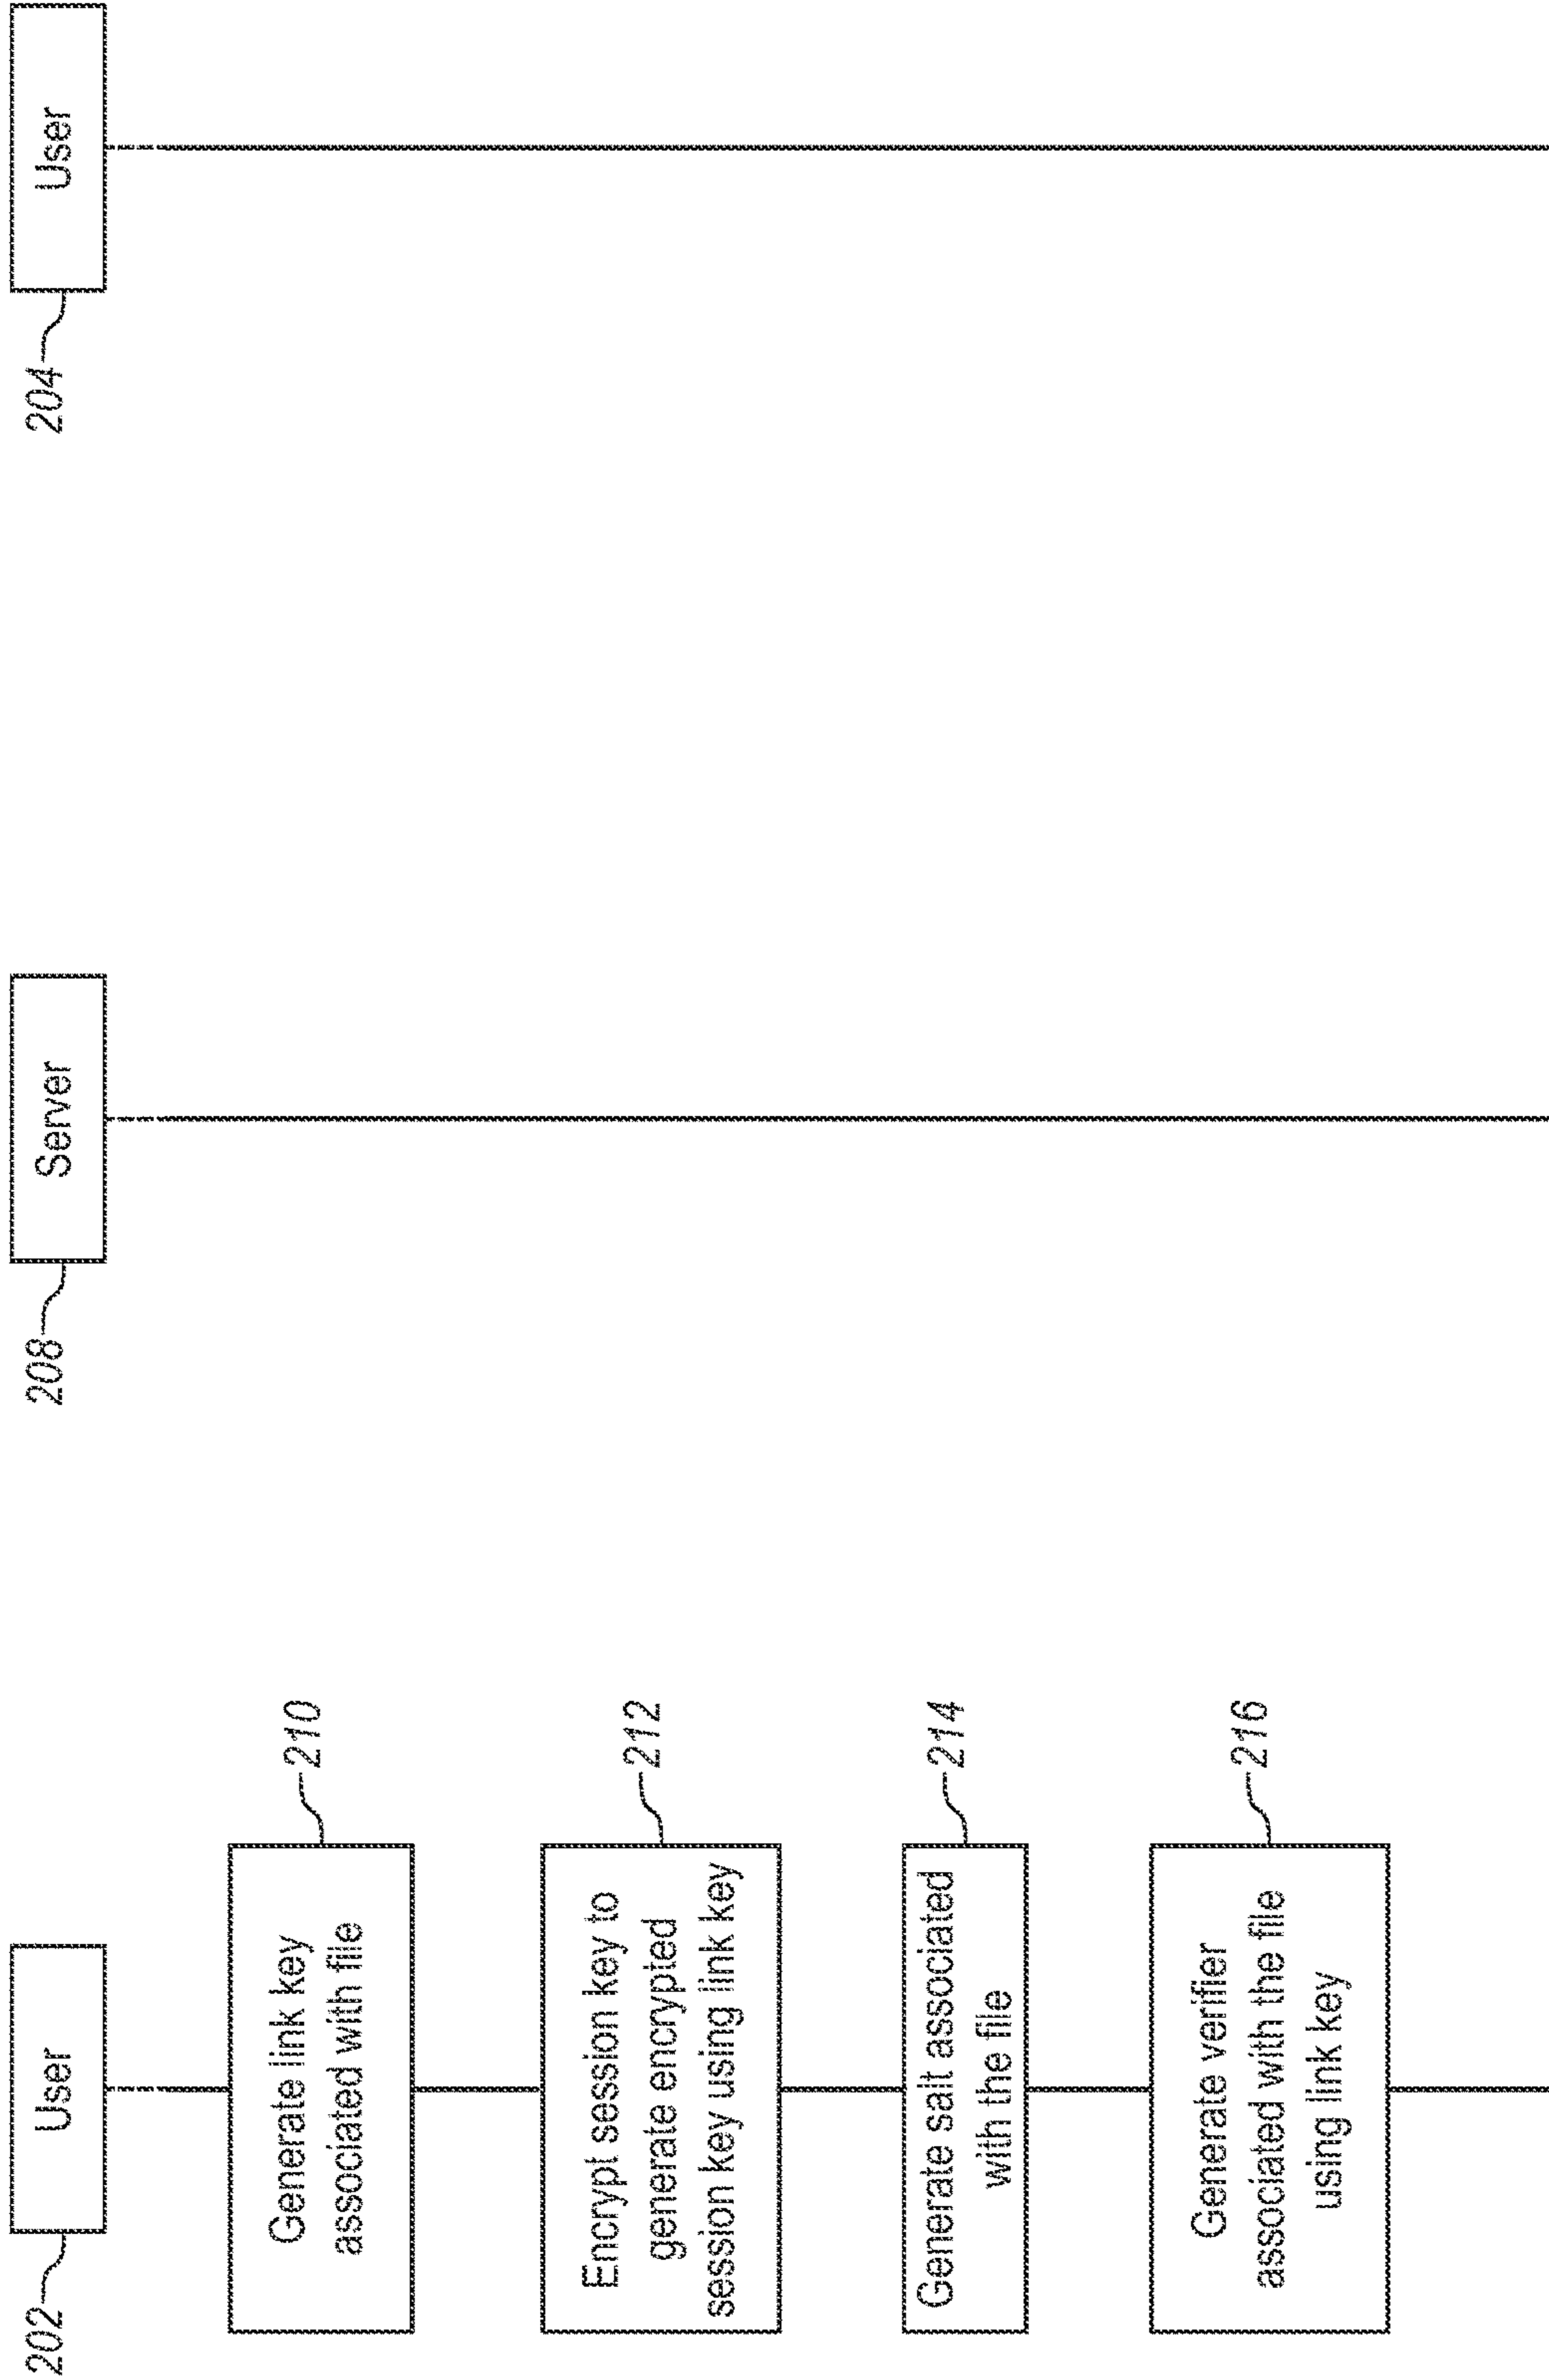 202
User
208
Server
204
User
Generate link key
associated with file
210
Encrypt session key to
generate encrypted
session key using link key
212
Generate salt associated
with the file
214
Generate verifier
associated with the file
using link key
216